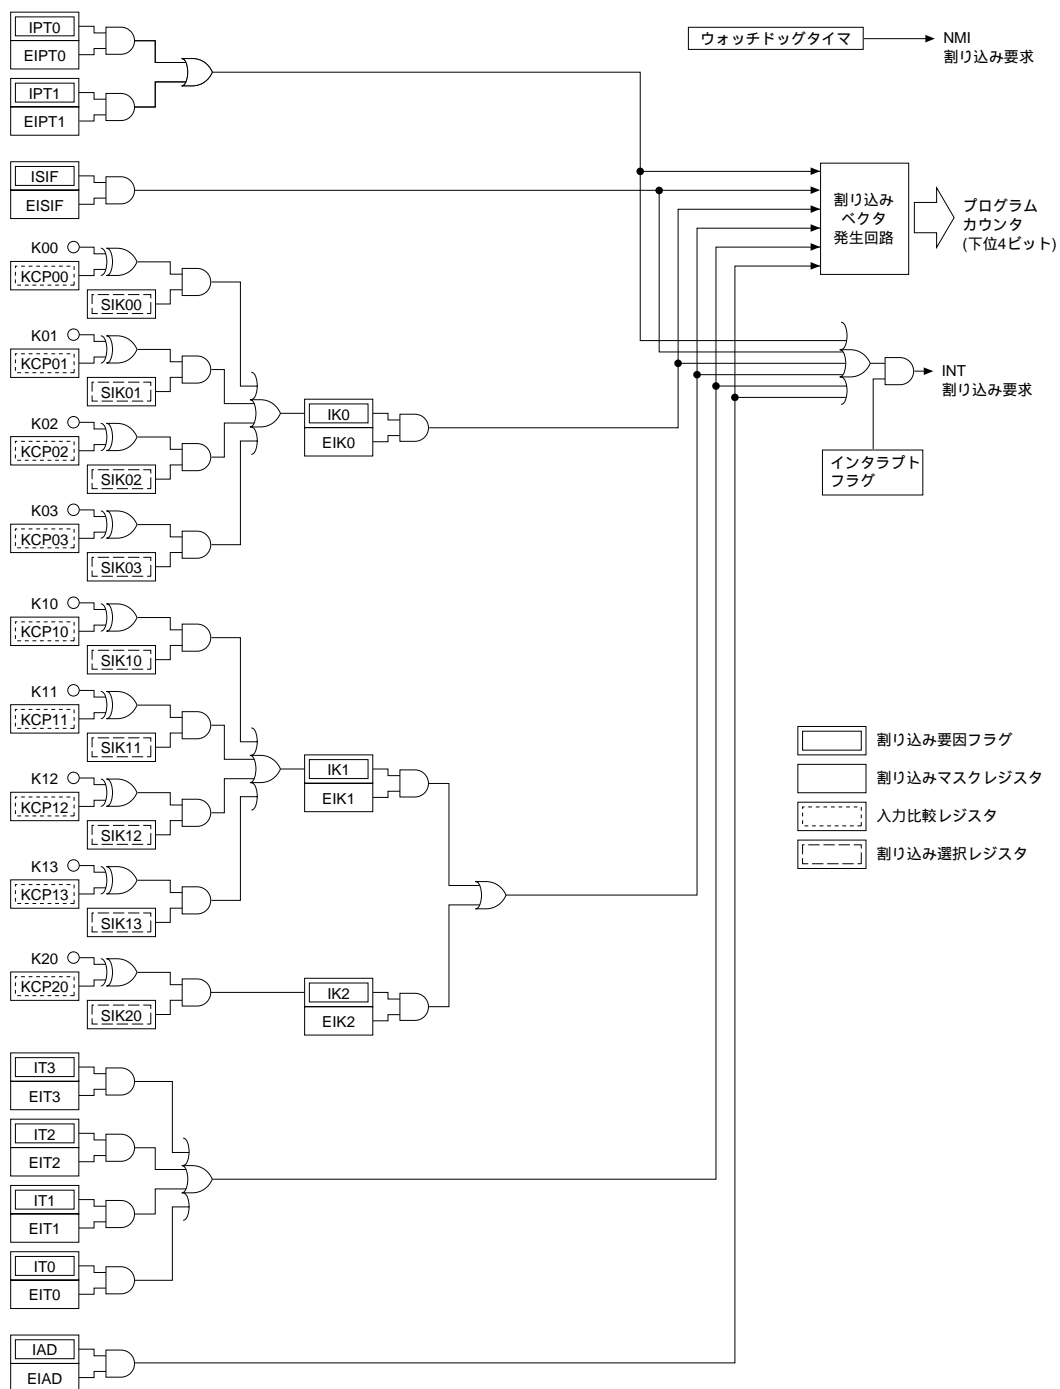 IPT0
EIPT0
IPT1
EIPT1
ISIF
EISIF
K00
KCP00
SIK00
K01
KCP01
SIK01
K02
KCP02
SIK02
K03
KCP03
SIK03
IK0
EIK0
K10
KCP10
SIK10
K11
KCP11
SIK11
K12
KCP12
SIK12
K13
KCP13
SIK13
IK1
EIK1
K20
KCP20
SIK20
IK2
EIK2
IT3
EIT3
IT2
EIT2
IT1
EIT1
IT0
EIT0
IAD
EIAD
ウォッチドッグタイマ
NMI
割り込み要求
割り込み
ベクタ
発生回路
プログラム
カウンタ
(下位4ビット)
INT
割り込み要求
インタラプト
フラグ
割り込み要因フラグ
割り込みマスクレジスタ
入力比較レジスタ
割り込み選択レジスタ